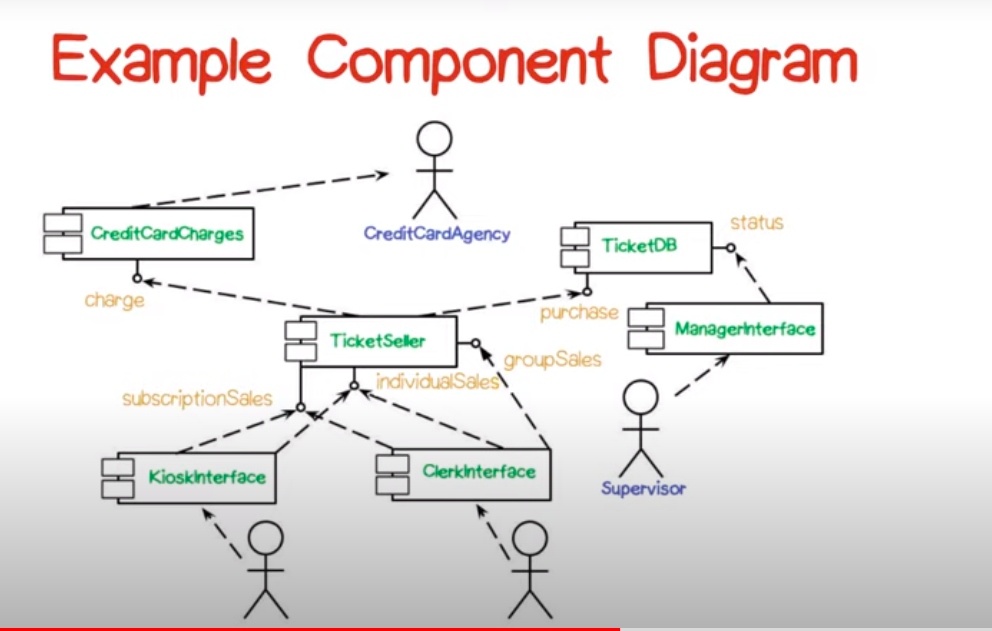 Example Component Diagram
CreditCardCharges
CreditCardAgency
status
TicketDB
charge
purchase
ManagerInterface
TicketSeller
groupSales
individualSales
subscriptionSales
KioskInterface
ClerkInterface
Supervisor